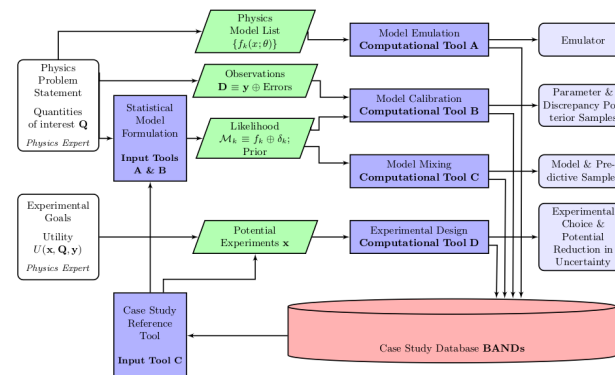 Physics
Model List
{f_k(x; θ)}
Model Emulation
Computational Tool A
Emulator
Physics
Problem
Statement
Quantities
of interest Q
Physics Expert
Observations
D ≡ y ⊕ Errors
Statistical
Model
Formulation
Input Tools
A & B
Likelihood
M_k ≡ f_k ⊕ δ_k;
Prior
Model Calibration
Computational Tool B
Parameter &
Discrepancy Pos-
terior Samples
Model Mixing
Computational Tool C
Model & Pre-
dictive Samples
Experimental
Goals
Utility
U(x, Q, y)
Physics Expert
Potential
Experiments x
Experimental Design
Computational Tool D
Experimental
Choice &
Potential
Reduction in
Uncertainty
Case Study
Reference
Tool
Input Tool C
Case Study Database BANDs